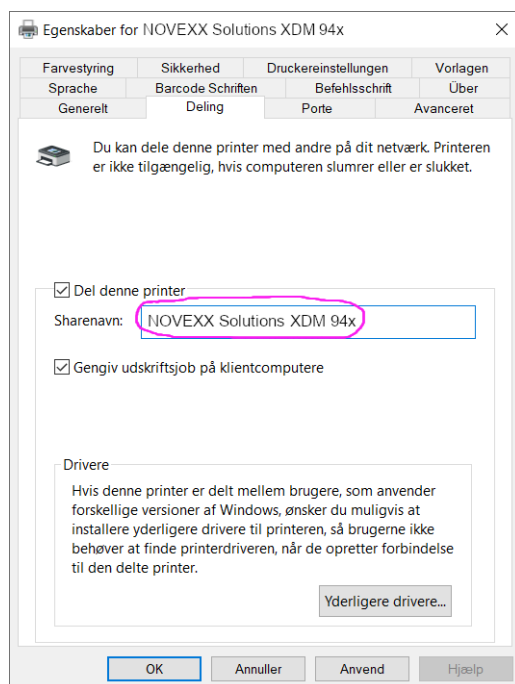 Egenskaber for NOVEXX Solutions XDM 94x
Farvestyring Sikkerhed Druckereinstellungen Vorlagen
Sprache Barcode Schriften Befehlsschrift Über
Generelt Deling Porte Avanceret
Du kan dele denne printer med andre på dit netværk. Printeren
er ikke tilgængelig, hvis computeren slumrer eller er slukket.
Del denne printer
Sharenavn: NOVEXX Solutions XDM 94x
Gengiv udskriftsjob på klientcomputere
Drivere
Hvis denne printer er delt mellem brugere, som anvender
forskellige versioner af Windows, ønsker du muligvis at
installere yderligere drivere til printeren, så brugerne ikke
behøver at finde printerdriveren, når de opretter forbindelse
til den delte printer.
Yderligere drivere...
OK Annuller Anvend Hjælp